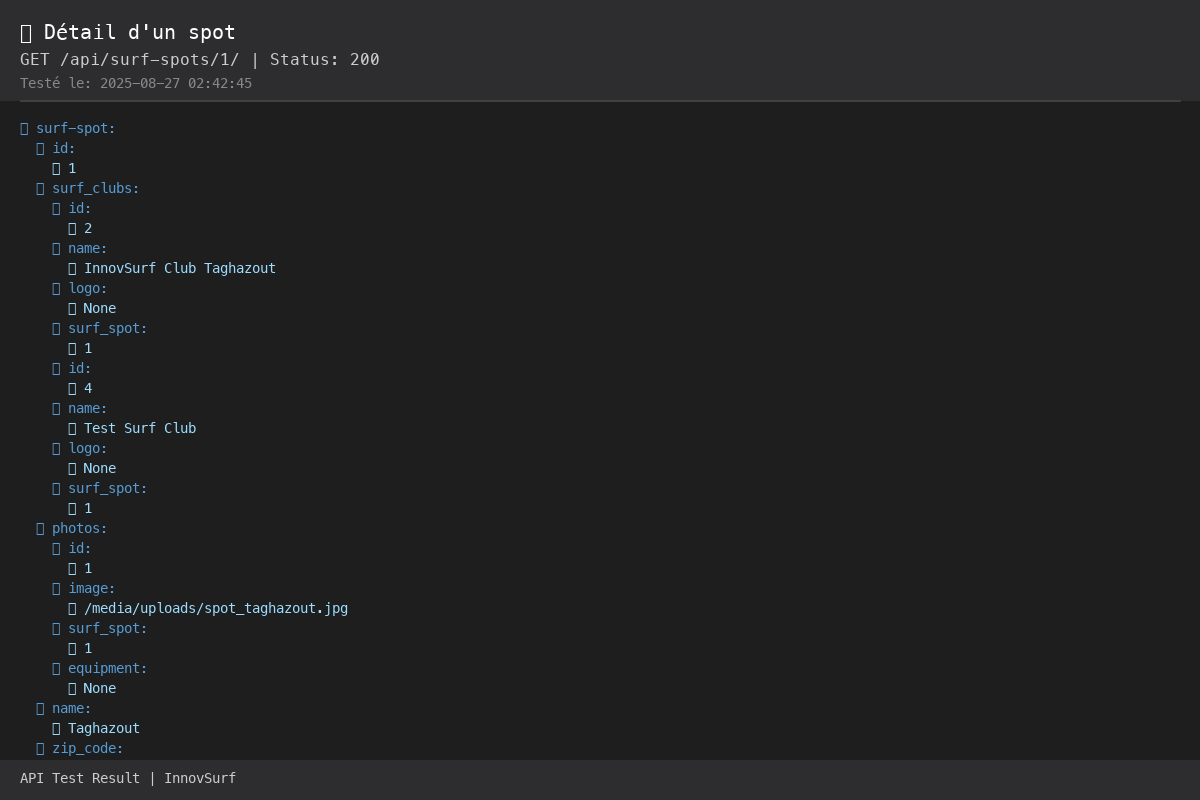 Détail d'un spot
GET /api/surf-spots/1/ | Status: 200
Testé le: 2025-08-27 02:42:45
surf-spot:
id:
1
surf_clubs:
id:
2
name:
InnovSurf Club Taghazout
logo:
None
surf_spot:
1
id:
4
name:
Test Surf Club
logo:
None
surf_spot:
1
photos:
id:
1
image:
/media/uploads/spot_taghazout.jpg
surf_spot:
1
equipment:
None
name:
Taghazout
zip_code:
API Test Result | InnovSurf